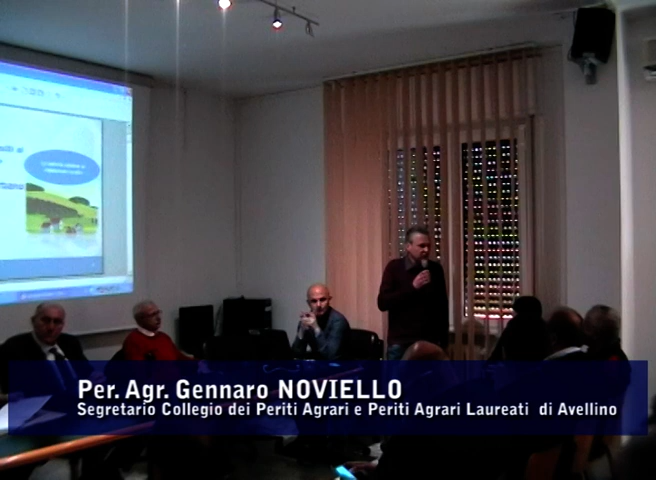 Per. Agr. Gennaro NOVIELLO
Segretario Collegio dei Periti Agrari e Periti Agrari Laureati di Avellino